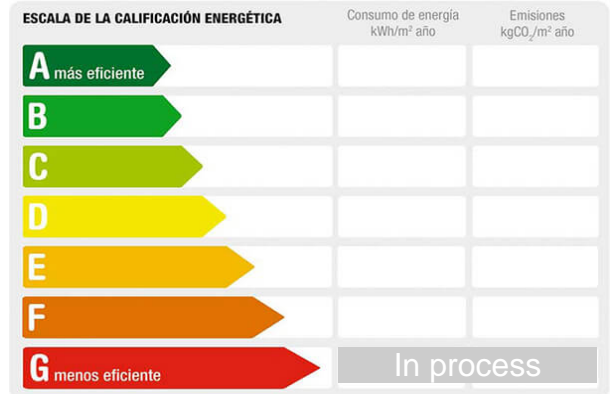 ESCALA DE LA CALIFICACIÓN ENERGÉTICA
Consumo de energía
kWh/m² año
Emisiones
kgCO₂/m² año
A más eficiente
B
C
D
E
F
G menos eficiente
In process